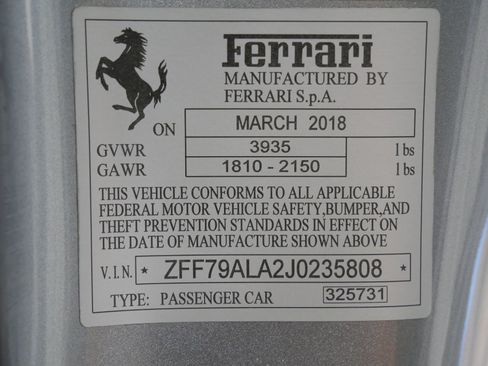 Ferrari
MANUFACTURED BY
FERRARI S.p.A.
ON MARCH 2018
GVWR 3935 lbs
GAWR 1810 - 2150 lbs
THIS VEHICLE CONFORMS TO ALL APPLICABLE
FEDERAL MOTOR VEHICLE SAFETY,BUMPER,AND
THEFT PREVENTION STANDARDS IN EFFECT ON
THE DATE OF MANUFACTURE SHOWN ABOVE
V.I.N. * ZFF79ALA2J0235808 *
TYPE: PASSENGER CAR 325731